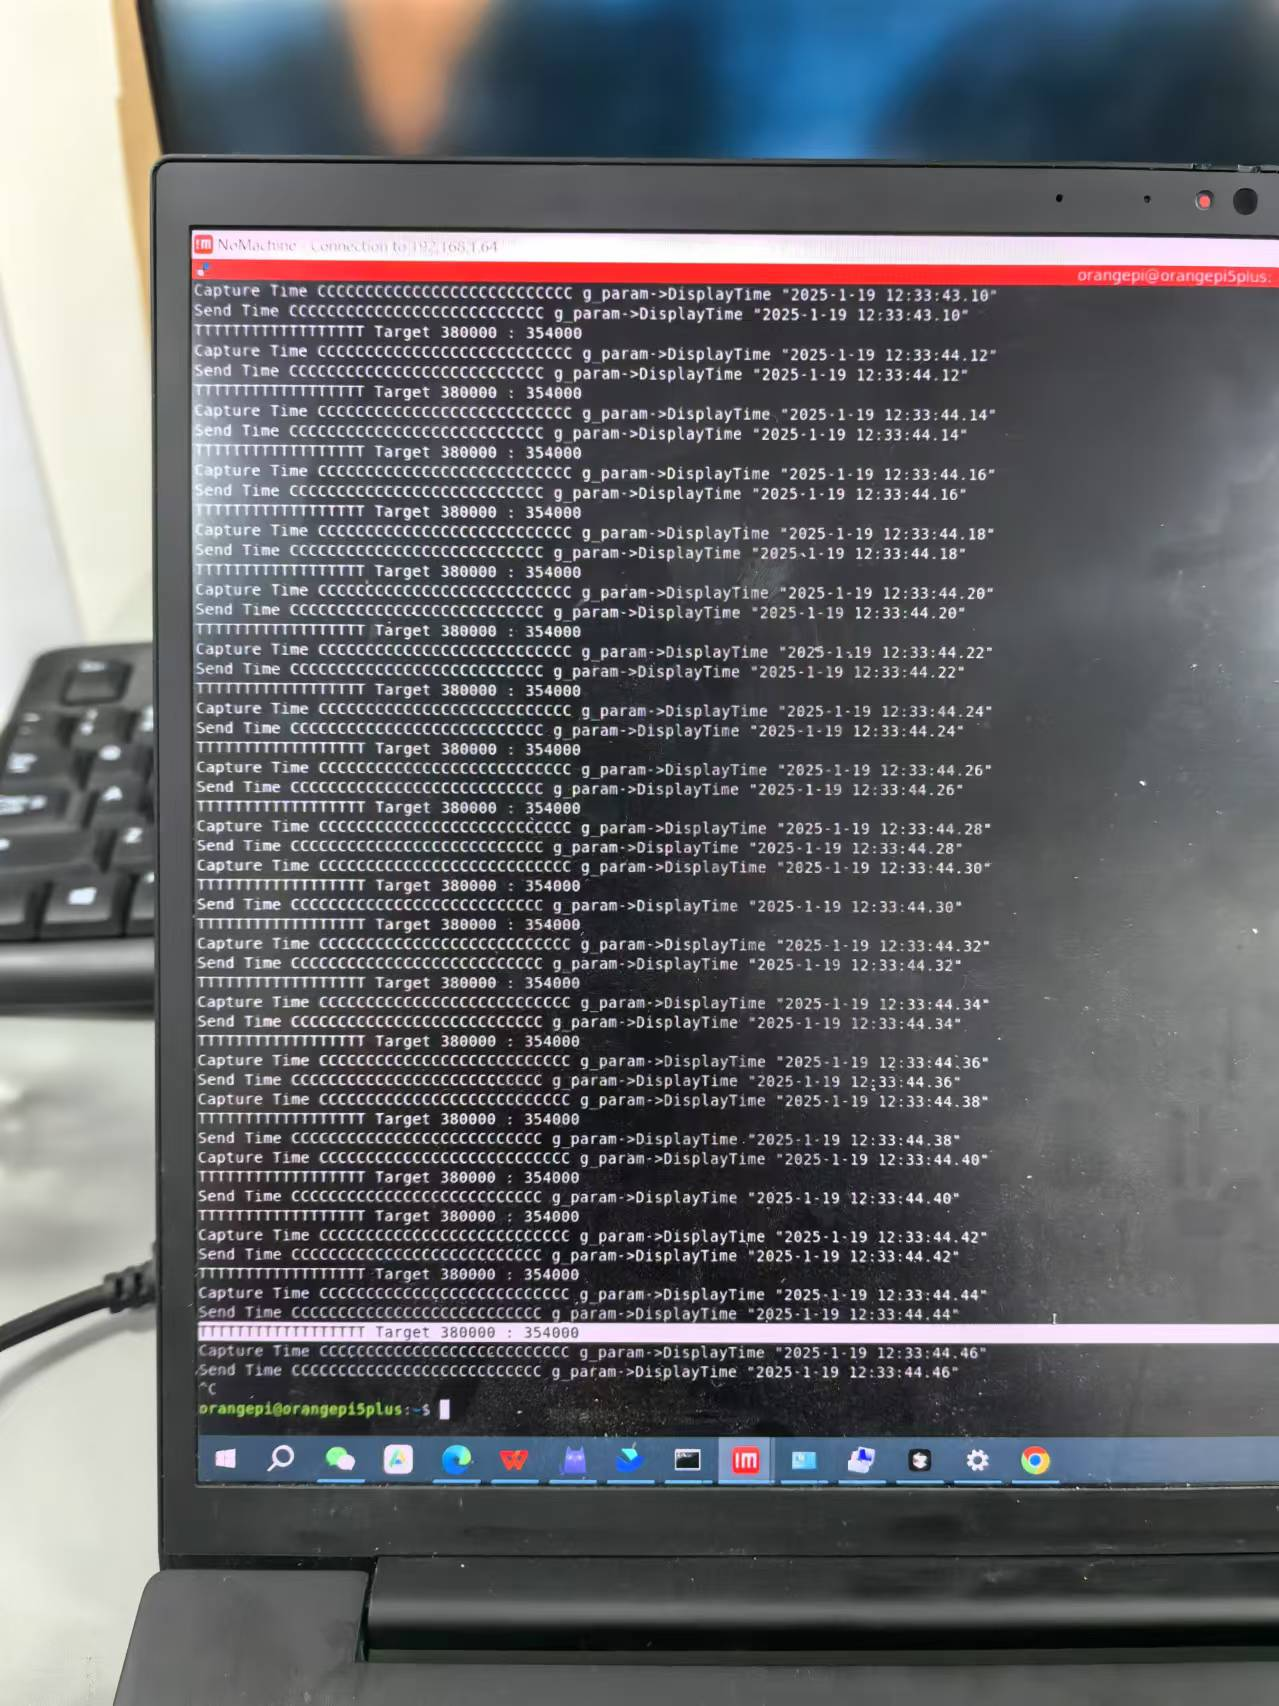 NoMachine - Connection to 192.168.1.64
orangepi@orangepi5plus:
Capture Time CCCCCCCCCCCCCCCCCCCCCCCCCCC g_param->DisplayTime "2025-1-19 12:33:43.10"
Send Time CCCCCCCCCCCCCCCCCCCCCCCCCCC g_param->DisplayTime "2025-1-19 12:33:43.10"
TTTTTTTTTTTTTTTTTT Target 380000 : 354000
Capture Time CCCCCCCCCCCCCCCCCCCCCCCCCCC g_param->DisplayTime "2025-1-19 12:33:44.12"
Send Time CCCCCCCCCCCCCCCCCCCCCCCCCCC g_param->DisplayTime "2025-1-19 12:33:44.12"
TTTTTTTTTTTTTTTTTT Target 380000 : 354000
Capture Time CCCCCCCCCCCCCCCCCCCCCCCCCCC g_param->DisplayTime "2025-1-19 12:33:44.14"
Send Time CCCCCCCCCCCCCCCCCCCCCCCCCCC g_param->DisplayTime "2025-1-19 12:33:44.14"
TTTTTTTTTTTTTTTTTT Target 380000 : 354000
Capture Time CCCCCCCCCCCCCCCCCCCCCCCCCCC g_param->DisplayTime "2025-1-19 12:33:44.16"
Send Time CCCCCCCCCCCCCCCCCCCCCCCCCCC g_param->DisplayTime "2025-1-19 12:33:44.16"
TTTTTTTTTTTTTTTTTT Target 380000 : 354000
Capture Time CCCCCCCCCCCCCCCCCCCCCCCCCCC g_param->DisplayTime "2025-1-19 12:33:44.18"
Send Time CCCCCCCCCCCCCCCCCCCCCCCCCCC g_param->DisplayTime "2025-1-19 12:33:44.18"
TTTTTTTTTTTTTTTTTT Target 380000 : 354000
Capture Time CCCCCCCCCCCCCCCCCCCCCCCCCCC g_param->DisplayTime "2025-1-19 12:33:44.20"
Send Time CCCCCCCCCCCCCCCCCCCCCCCCCCC g_param->DisplayTime "2025-1-19 12:33:44.20"
TTTTTTTTTTTTTTTTTT Target 380000 : 354000
Capture Time CCCCCCCCCCCCCCCCCCCCCCCCCCC g_param->DisplayTime "2025-1-19 12:33:44.22"
Send Time CCCCCCCCCCCCCCCCCCCCCCCCCCC g_param->DisplayTime "2025-1-19 12:33:44.22"
TTTTTTTTTTTTTTTTTT Target 380000 : 354000
Capture Time CCCCCCCCCCCCCCCCCCCCCCCCCCC g_param->DisplayTime "2025-1-19 12:33:44.24"
Send Time CCCCCCCCCCCCCCCCCCCCCCCCCCC g_param->DisplayTime "2025-1-19 12:33:44.24"
TTTTTTTTTTTTTTTTTT Target 380000 : 354000
Capture Time CCCCCCCCCCCCCCCCCCCCCCCCCCC g_param->DisplayTime "2025-1-19 12:33:44.26"
Send Time CCCCCCCCCCCCCCCCCCCCCCCCCCC g_param->DisplayTime "2025-1-19 12:33:44.26"
TTTTTTTTTTTTTTTTTT Target 380000 : 354000
Capture Time CCCCCCCCCCCCCCCCCCCCCCCCCCC g_param->DisplayTime "2025-1-19 12:33:44.28"
Send Time CCCCCCCCCCCCCCCCCCCCCCCCCCC g_param->DisplayTime "2025-1-19 12:33:44.28"
Capture Time CCCCCCCCCCCCCCCCCCCCCCCCCCC g_param->DisplayTime "2025-1-19 12:33:44.30"
TTTTTTTTTTTTTTTTTT Target 380000 : 354000
Send Time CCCCCCCCCCCCCCCCCCCCCCCCCCC g_param->DisplayTime "2025-1-19 12:33:44.30"
TTTTTTTTTTTTTTTTTT Target 380000 : 354000
Capture Time CCCCCCCCCCCCCCCCCCCCCCCCCCC g_param->DisplayTime "2025-1-19 12:33:44.32"
Send Time CCCCCCCCCCCCCCCCCCCCCCCCCCC g_param->DisplayTime "2025-1-19 12:33:44.32"
TTTTTTTTTTTTTTTTTT Target 380000 : 354000
Capture Time CCCCCCCCCCCCCCCCCCCCCCCCCCC g_param->DisplayTime "2025-1-19 12:33:44.34"
Send Time CCCCCCCCCCCCCCCCCCCCCCCCCCC g_param->DisplayTime "2025-1-19 12:33:44.34"
TTTTTTTTTTTTTTTTTT Target 380000 : 354000
Capture Time CCCCCCCCCCCCCCCCCCCCCCCCCCC g_param->DisplayTime "2025-1-19 12:33:44.36"
Send Time CCCCCCCCCCCCCCCCCCCCCCCCCCC g_param->DisplayTime "2025-1-19 12:33:44.36"
Capture Time CCCCCCCCCCCCCCCCCCCCCCCCCCC g_param->DisplayTime "2025-1-19 12:33:44.38"
TTTTTTTTTTTTTTTTTT Target 380000 : 354000
Send Time CCCCCCCCCCCCCCCCCCCCCCCCCCC g_param->DisplayTime "2025-1-19 12:33:44.38"
Capture Time CCCCCCCCCCCCCCCCCCCCCCCCCCC g_param->DisplayTime "2025-1-19 12:33:44.40"
TTTTTTTTTTTTTTTTTT Target 380000 : 354000
Send Time CCCCCCCCCCCCCCCCCCCCCCCCCCC g_param->DisplayTime "2025-1-19 12:33:44.40"
TTTTTTTTTTTTTTTTTT Target 380000 : 354000
Capture Time CCCCCCCCCCCCCCCCCCCCCCCCCCC g_param->DisplayTime "2025-1-19 12:33:44.42"
Send Time CCCCCCCCCCCCCCCCCCCCCCCCCCC g_param->DisplayTime "2025-1-19 12:33:44.42"
TTTTTTTTTTTTTTTTTT Target 380000 : 354000
Capture Time CCCCCCCCCCCCCCCCCCCCCCCCCCC g_param->DisplayTime "2025-1-19 12:33:44.44"
Send Time CCCCCCCCCCCCCCCCCCCCCCCCCCC g_param->DisplayTime "2025-1-19 12:33:44.44"
TTTTTTTTTTTTTTTTTT Target 380000 : 354000
Capture Time CCCCCCCCCCCCCCCCCCCCCCCCCCC g_param->DisplayTime "2025-1-19 12:33:44.46"
Send Time CCCCCCCCCCCCCCCCCCCCCCCCCCC g_param->DisplayTime "2025-1-19 12:33:44.46"
^C
orangepi@orangepi5plus:~$